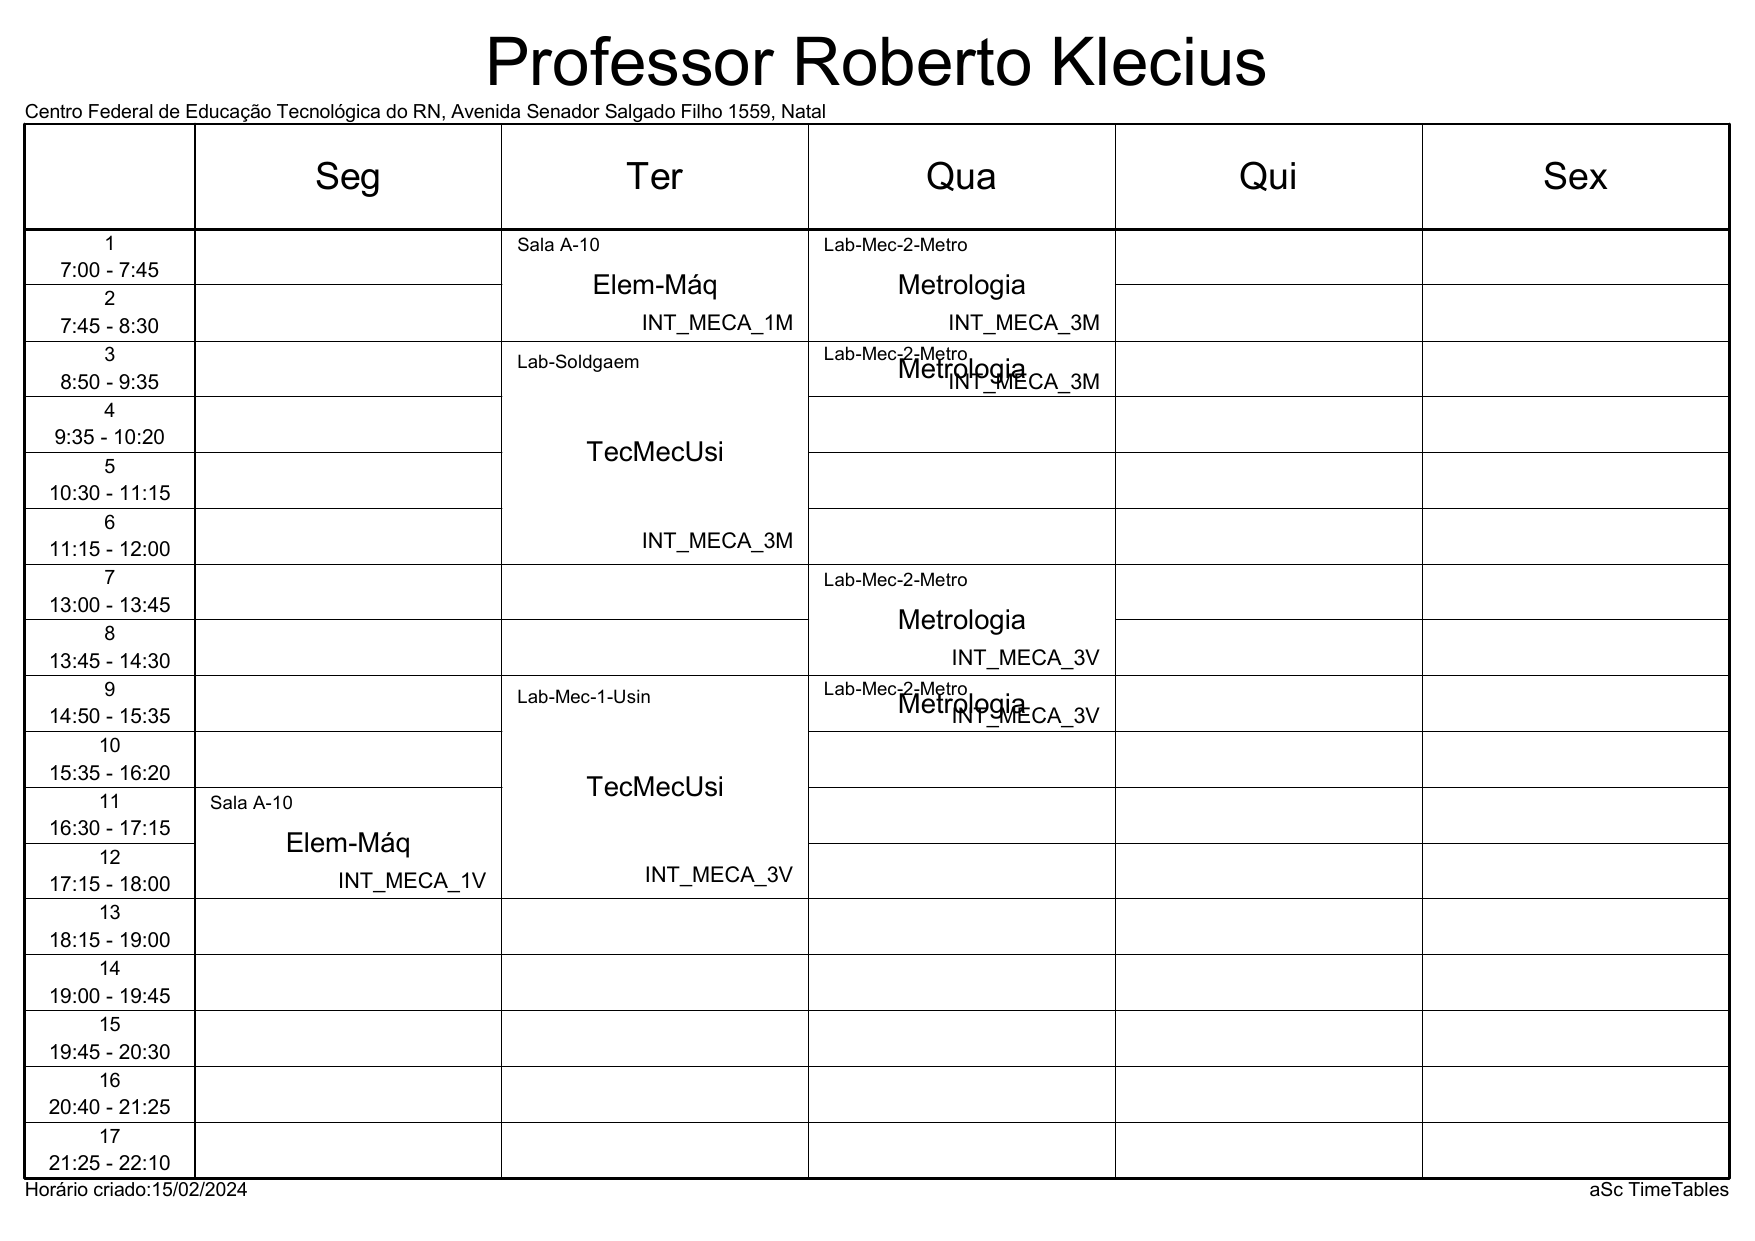 Professor Roberto Klecius
Centro Federal de Educação Tecnológica do RN, Avenida Senador Salgado Filho 1559, Natal
Seg Ter Qua Qui Sex
1
7:00 - 7:45
Sala A-10
Elem-Máq
INT_MECA_1M
Lab-Mec-2-Metro
Metrologia
INT_MECA_3M
2
7:45 - 8:30
3
8:50 - 9:35
Lab-Soldgaem
TecMecUsi
INT_MECA_3M
Lab-Mec-2-Metro
Metrologia
INT_MECA_3M
4
9:35 - 10:20
5
10:30 - 11:15
6
11:15 - 12:00
7
13:00 - 13:45
Lab-Mec-2-Metro
Metrologia
INT_MECA_3V
8
13:45 - 14:30
9
14:50 - 15:35
Lab-Mec-1-Usin
TecMecUsi
INT_MECA_3V
Lab-Mec-2-Metro
Metrologia
INT_MECA_3V
10
15:35 - 16:20
11
16:30 - 17:15
Sala A-10
Elem-Máq
INT_MECA_1V
12
17:15 - 18:00
13
18:15 - 19:00
14
19:00 - 19:45
15
19:45 - 20:30
16
20:40 - 21:25
17
21:25 - 22:10
Horário criado:15/02/2024
aSc TimeTables